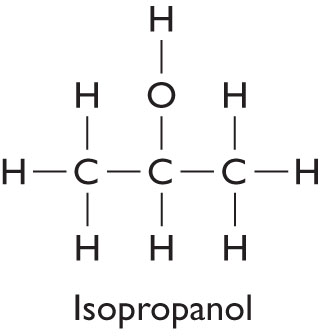 H
H O H
H C C C H
H H H
Isopropanol